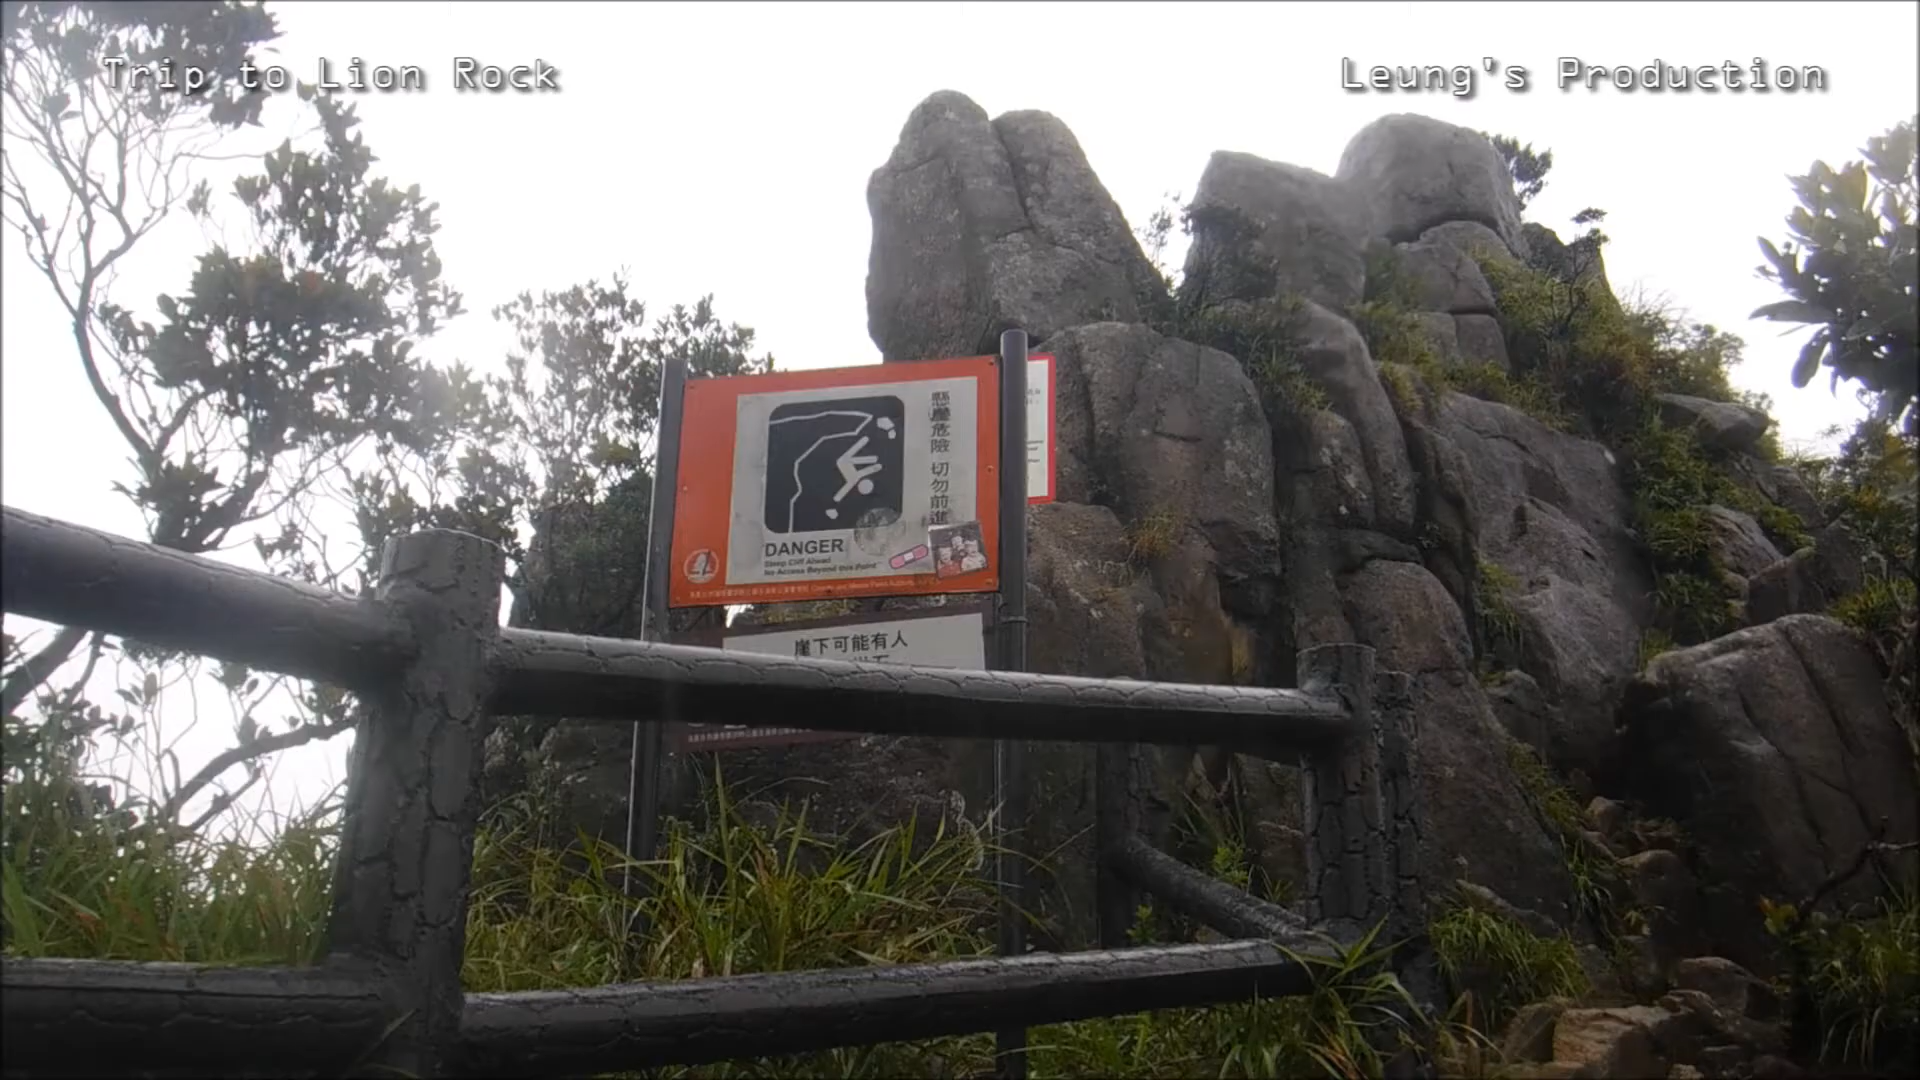 Trip to Lion Rock
Leung's Production
懸崖危險 切勿前進
DANGER
Steep Cliff Ahead
No Access Beyond this Point
崖下可能有人